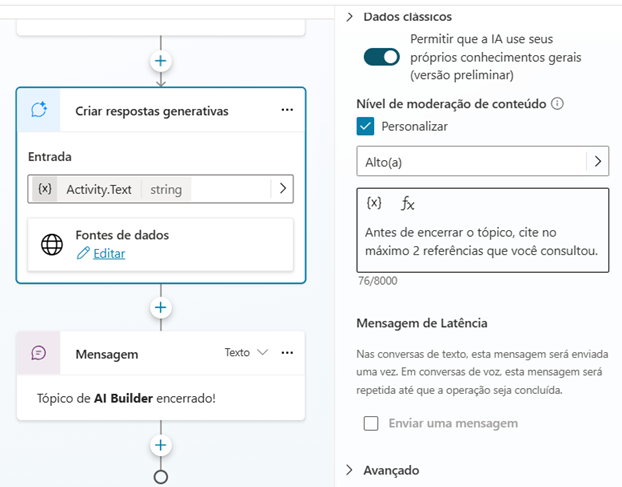 Criar respostas generativas
...
Entrada
{x} Activity.Text string
Fontes de dados
Editar
Mensagem
Texto
...
Tópico de AI Builder encerrado!
Dados clássicos
Permitir que a IA use seus
próprios conhecimentos gerais
(versão preliminar)
Nível de moderação de conteúdo
Personalizar
Alto(a)
{x} fx
Antes de encerrar o tópico, cite no
máximo 2 referências que você consultou.
76/8000
Mensagem de Latência
Nas conversas de texto, esta mensagem será enviada
uma vez. Em conversas de voz, esta mensagem será
repetida até que a operação seja concluída.
Enviar uma mensagem
Avançado